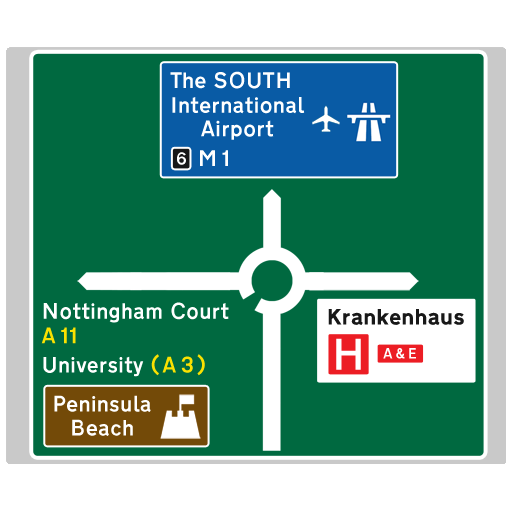 The SOUTH
International
Airport
6 M 1
Nottingham Court
A 11
University (A 3)
Peninsula
Beach
Krankenhaus
H A & E